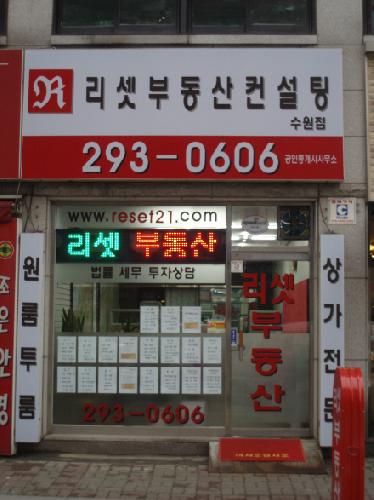 리셋부동산컨설팅
수원점
293-0606 공인중개사사무소
www.reset21.com
리셋 부동산
법률 세무 투자상담
원룸투룸
리셋
부동산
상가전문
293-0606